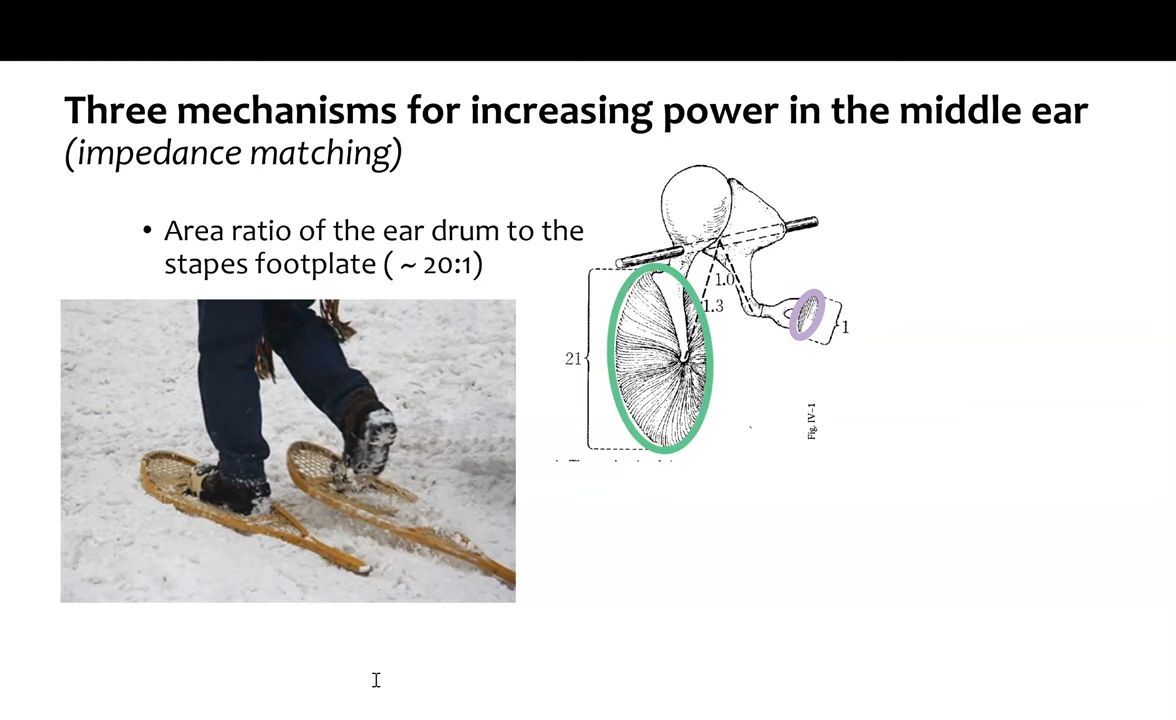 Three mechanisms for increasing power in the middle ear
(impedance matching)
• Area ratio of the ear drum to the
stapes footplate ( ~ 20:1)
1.0
1.3
1
21
Fig. IV-1